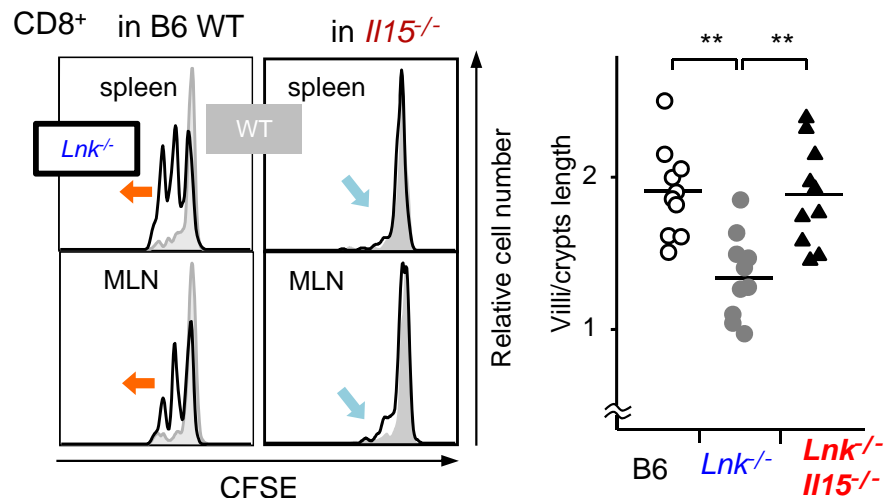 CD8⁺ in B6 WT in Il15⁻/⁻
spleen
spleen
Lnk⁻/⁻
WT
MLN
MLN
CFSE
Relative cell number
** **
Villi/crypts length
2
1
B6
Lnk⁻/⁻
Lnk⁻/⁻
Il15⁻/⁻